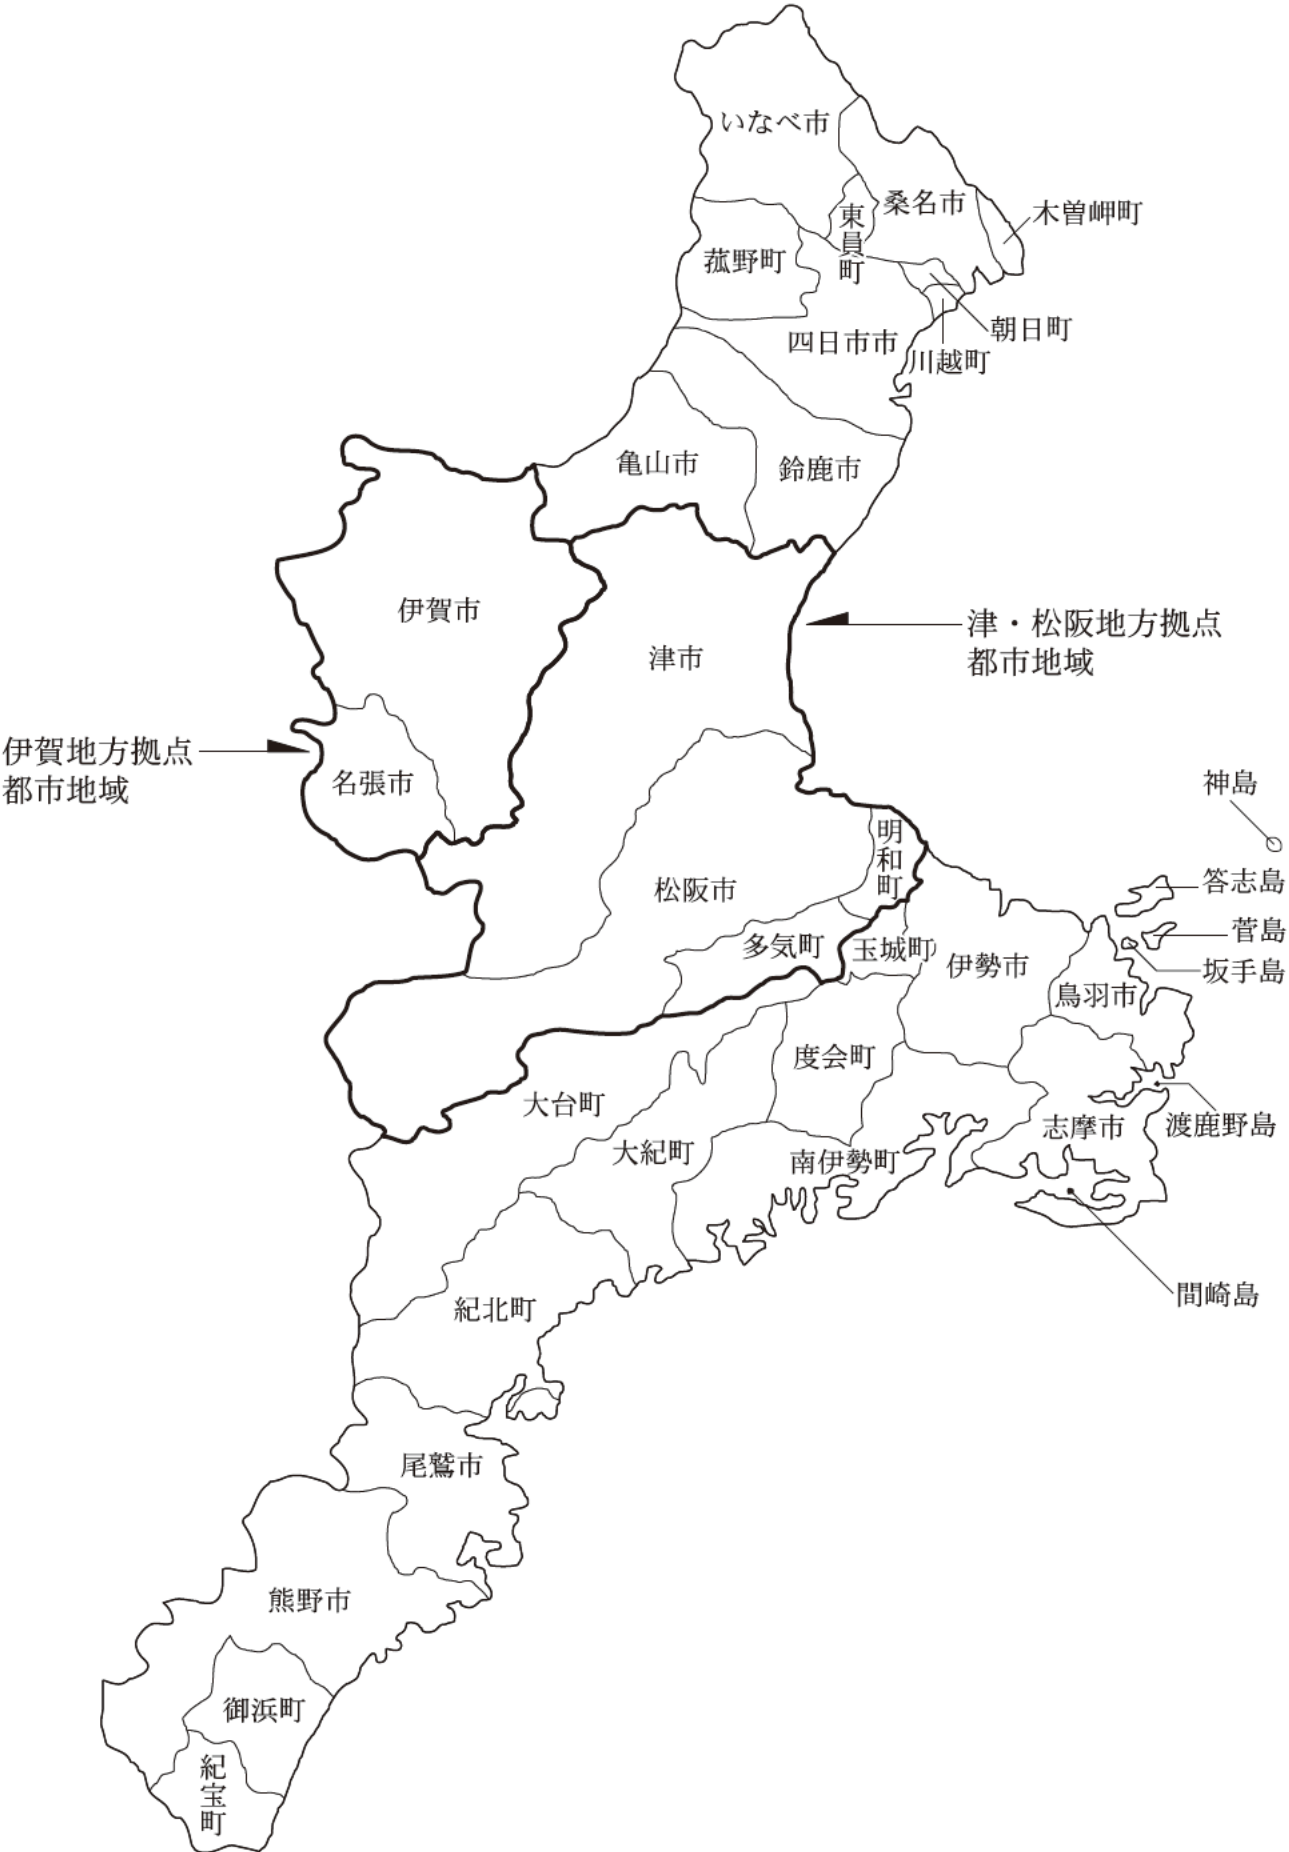 いなべ市
桑名市
木曽岬町
東員町
菰野町
朝日町
四日市市
川越町
亀山市
鈴鹿市
伊賀市
津・松阪地方拠点
都市地域
津市
伊賀地方拠点
都市地域
名張市
神島
明和町
松阪市
答志島
菅島
多気町
玉城町
伊勢市
坂手島
鳥羽市
度会町
大台町
志摩市
渡鹿野島
大紀町
南伊勢町
間崎島
紀北町
尾鷲市
熊野市
御浜町
紀宝町